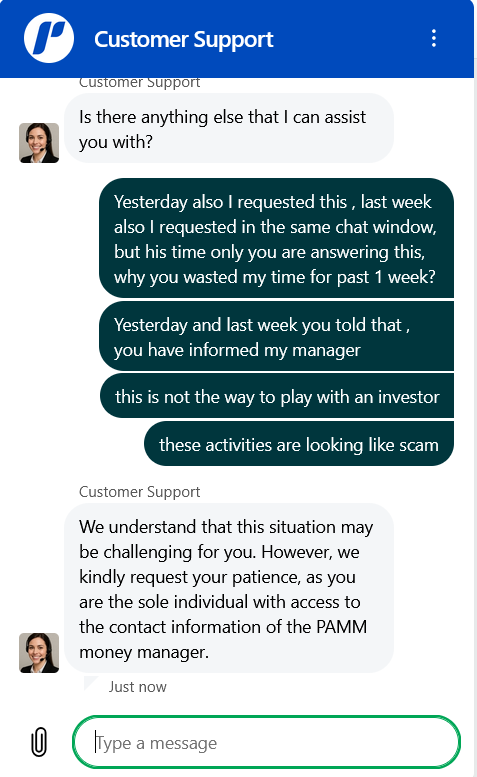 Customer Support
Customer Support
Is there anything else that I can assist
you with?
Yesterday also I requested this , last week
also I requested in the same chat window,
but his time only you are answering this,
why you wasted my time for past 1 week?
Yesterday and last week you told that ,
you have informed my manager
this is not the way to play with an investor
these activities are looking like scam
Customer Support
We understand that this situation may
be challenging for you. However, we
kindly request your patience, as you
are the sole individual with access to
the contact information of the PAMM
money manager.
Just now
Type a message